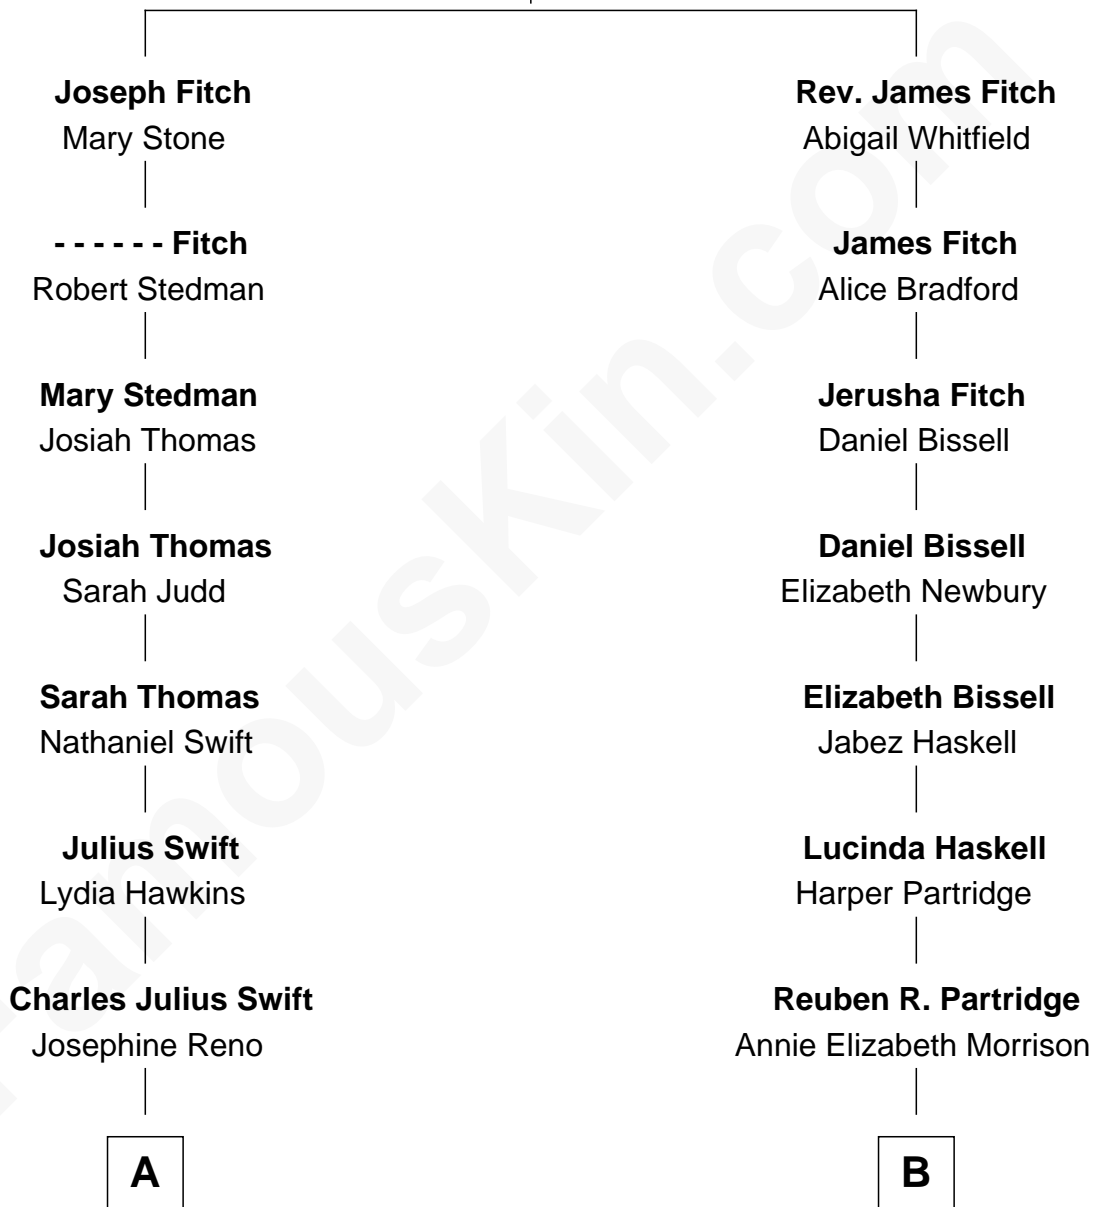 Joseph Fitch
Mary Stone
- - - - - - Fitch
Robert Stedman
Mary Stedman
Josiah Thomas
Josiah Thomas
Sarah Judd
Sarah Thomas
Nathaniel Swift
Julius Swift
Lydia Hawkins
Charles Julius Swift
Josephine Reno
A
Rev. James Fitch
Abigail Whitfield
James Fitch
Alice Bradford
Jerusha Fitch
Daniel Bissell
Daniel Bissell
Elizabeth Newbury
Elizabeth Bissell
Jabez Haskell
Lucinda Haskell
Harper Partridge
Reuben R. Partridge
Annie Elizabeth Morrison
B
FamousKin.com